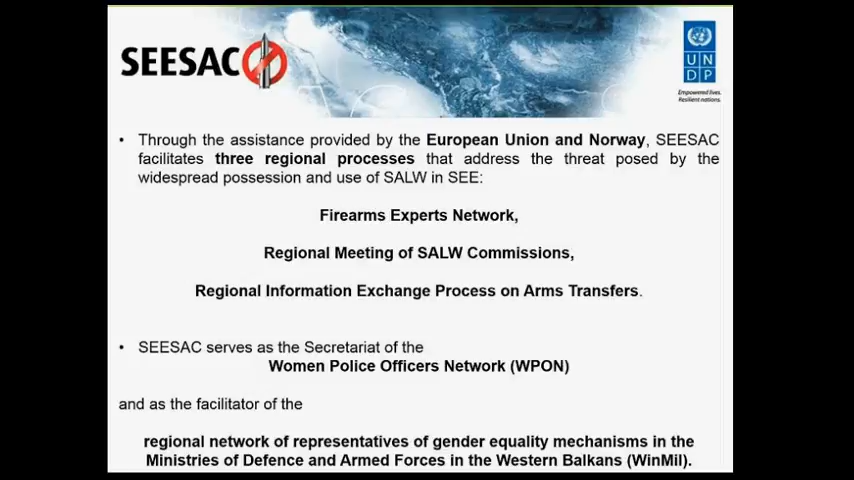 SEESAC
UN
DP
Empowered lives.
Resilient nations.
• Through the assistance provided by the European Union and Norway, SEESAC
facilitates three regional processes that address the threat posed by the
widespread possession and use of SALW in SEE:
Firearms Experts Network,
Regional Meeting of SALW Commissions,
Regional Information Exchange Process on Arms Transfers.
• SEESAC serves as the Secretariat of the
Women Police Officers Network (WPON)
and as the facilitator of the
regional network of representatives of gender equality mechanisms in the
Ministries of Defence and Armed Forces in the Western Balkans (WinMil).